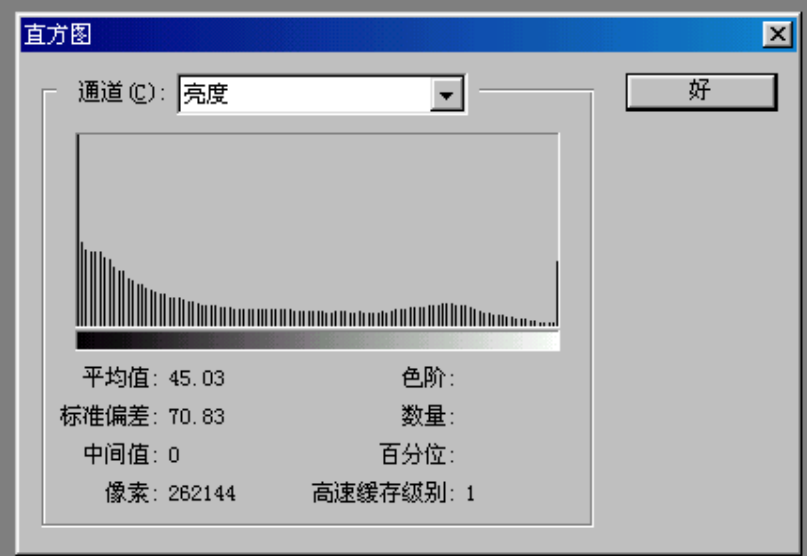 直方图
通道(C): 亮度
好
平均值: 45.03 色阶:
标准偏差: 70.83 数量:
中间值: 0 百分位:
像素: 262144 高速缓存级别: 1